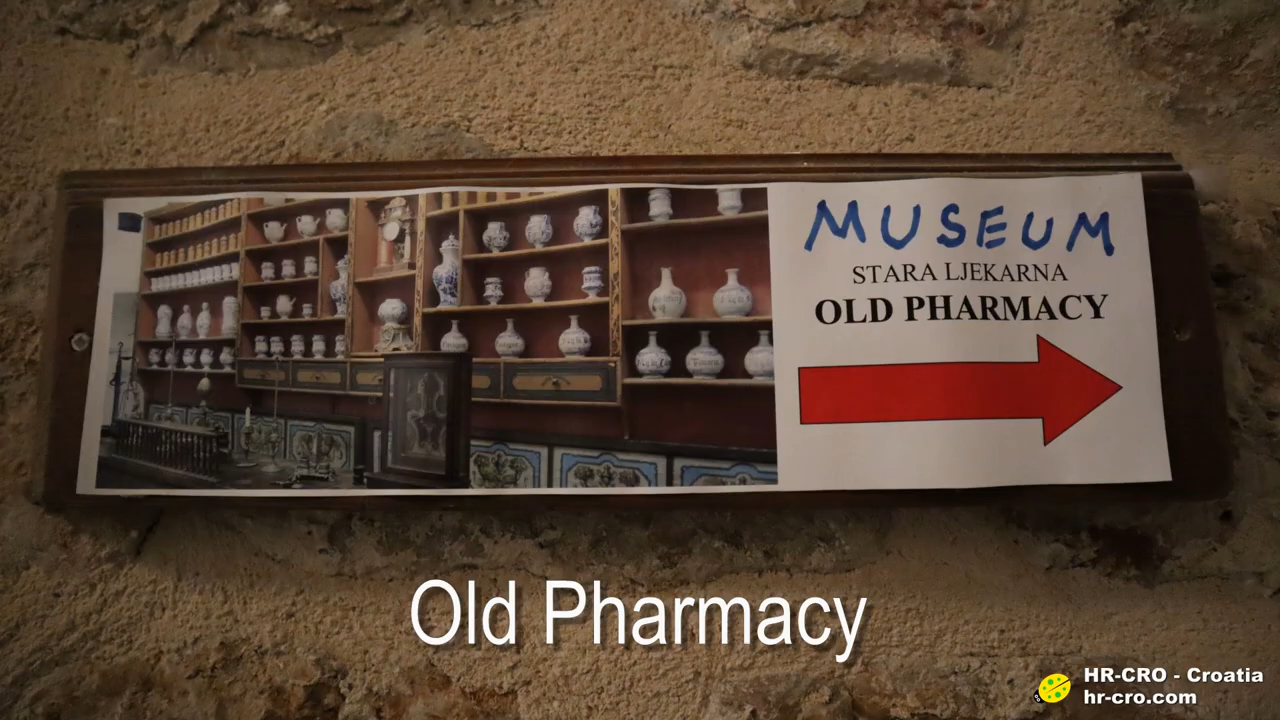 MUSEUM
STARA LJEKARNA
OLD PHARMACY
Old Pharmacy
HR-CRO - Croatia
hr-cro.com